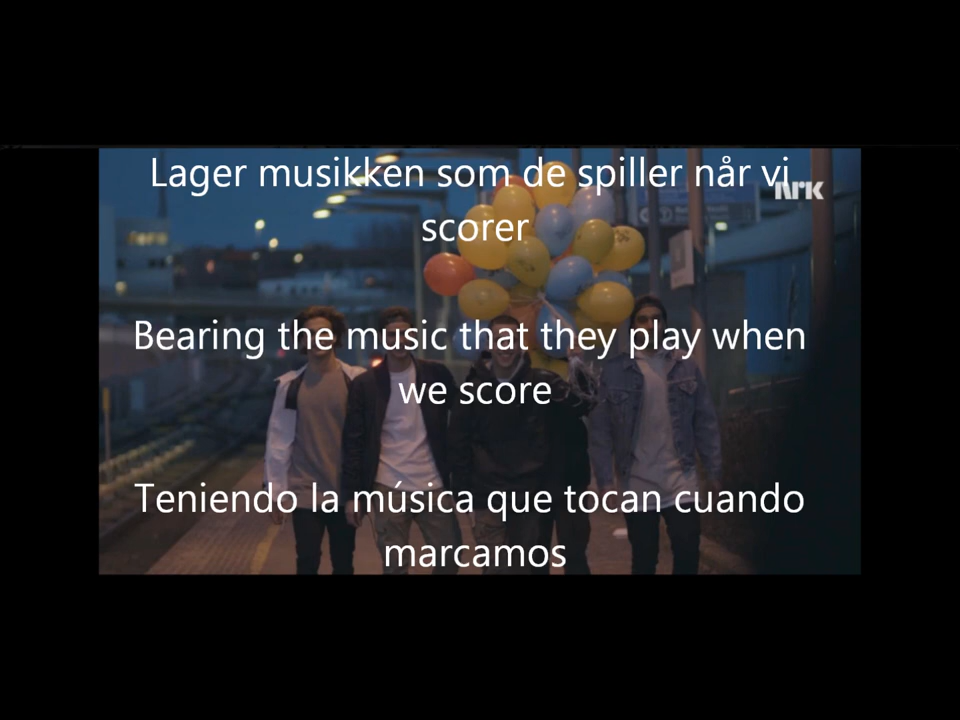 Lager musikken som de spiller når vi
nrk
scorer
Bearing the music that they play when
we score
Teniendo la música que tocan cuando
marcamos